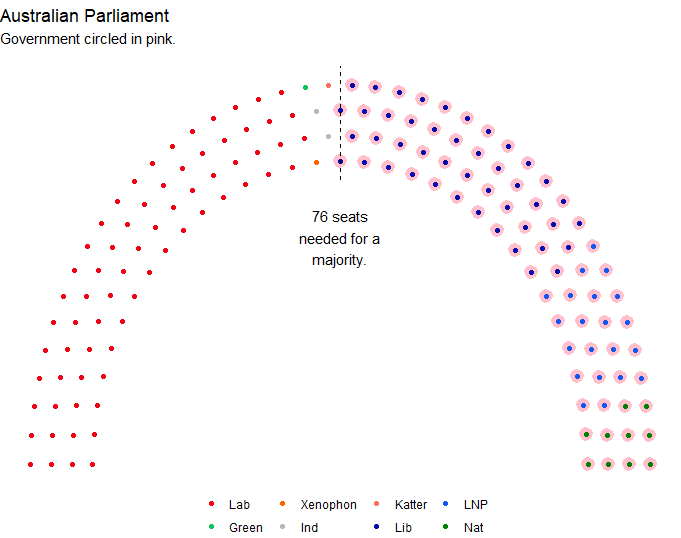 Australian Parliament
Government circled in pink.
76 seats
needed for a
majority.
Lab Xenophon Katter LNP
Green Ind Lib Nat